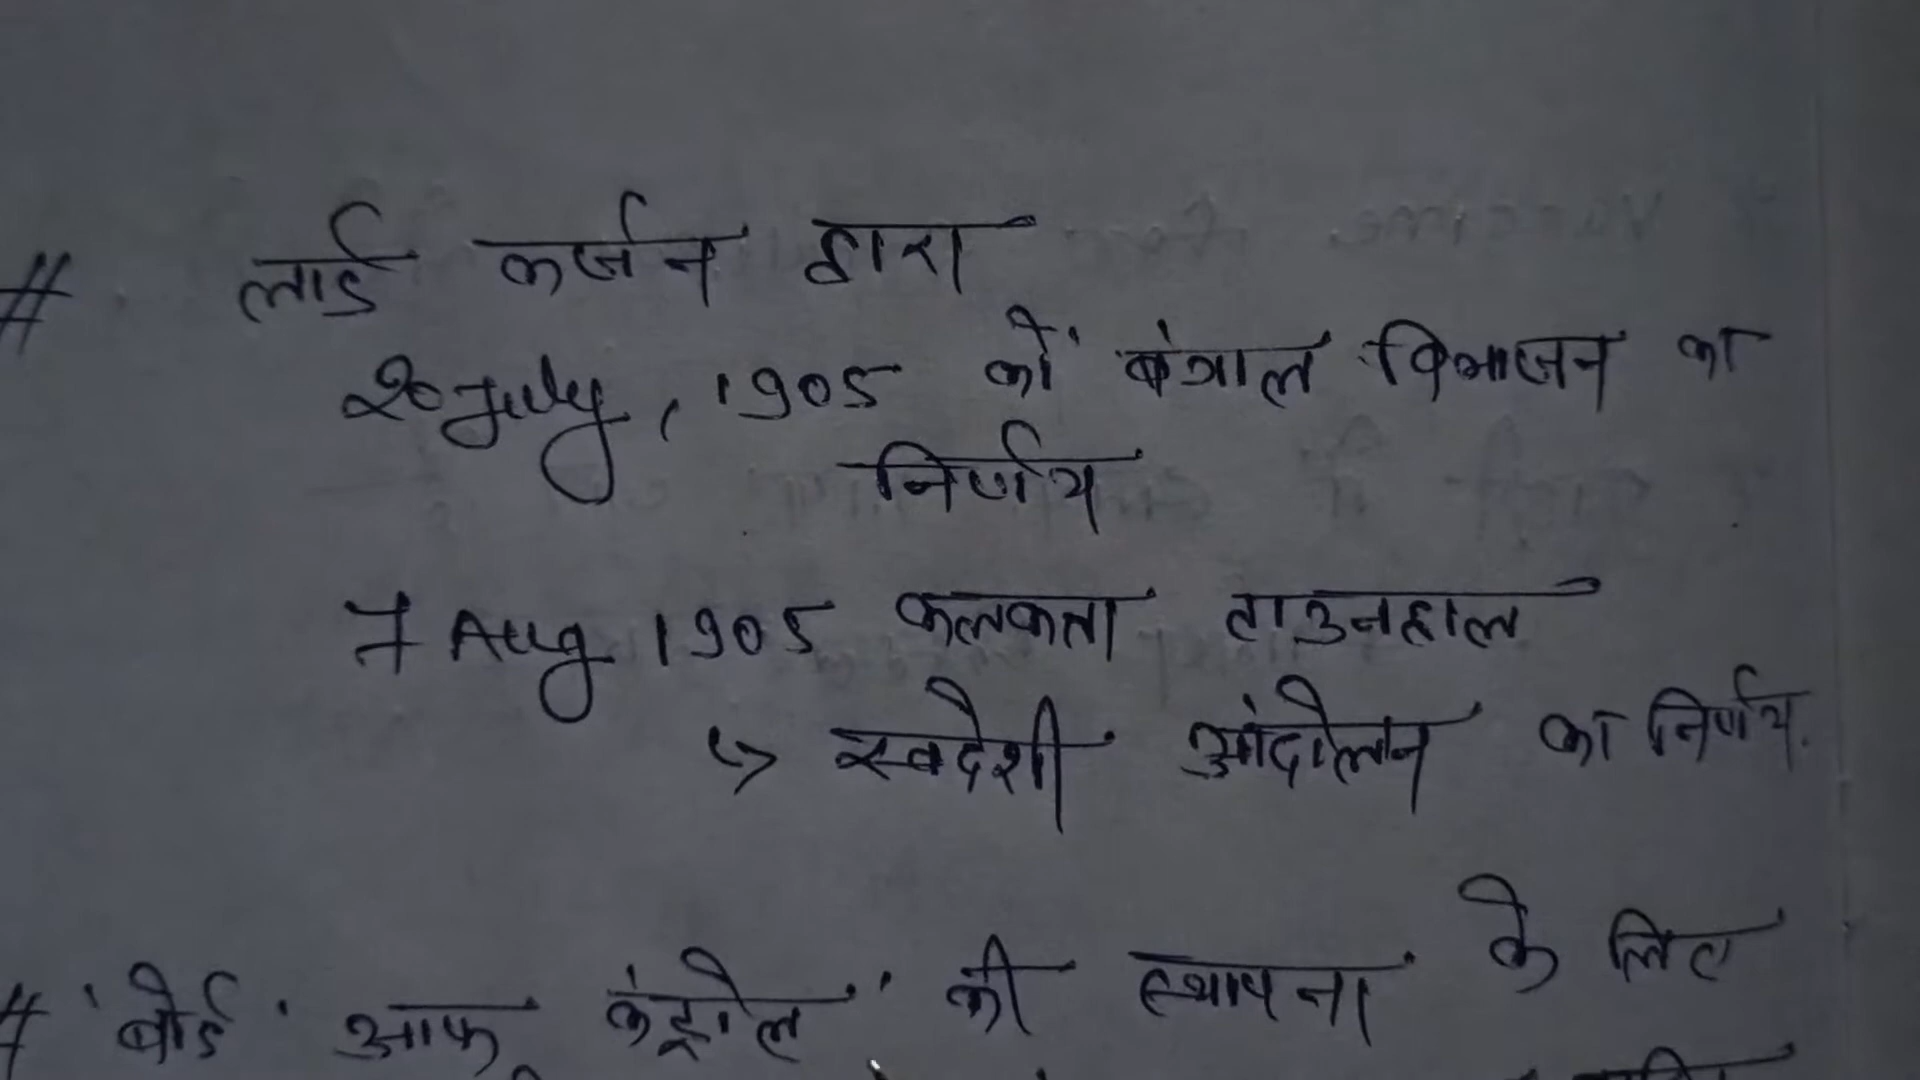 # लार्ड कर्जन द्वारा
20 July, 1905 को बंगाल विभाजन का
निर्णय
7 Aug 1905 कलकता टाउनहाल
↳ स्वदेशी आंदोलन का निर्णय.
# 'बोर्ड' आफ कंट्रोल' की स्थापना के लिए